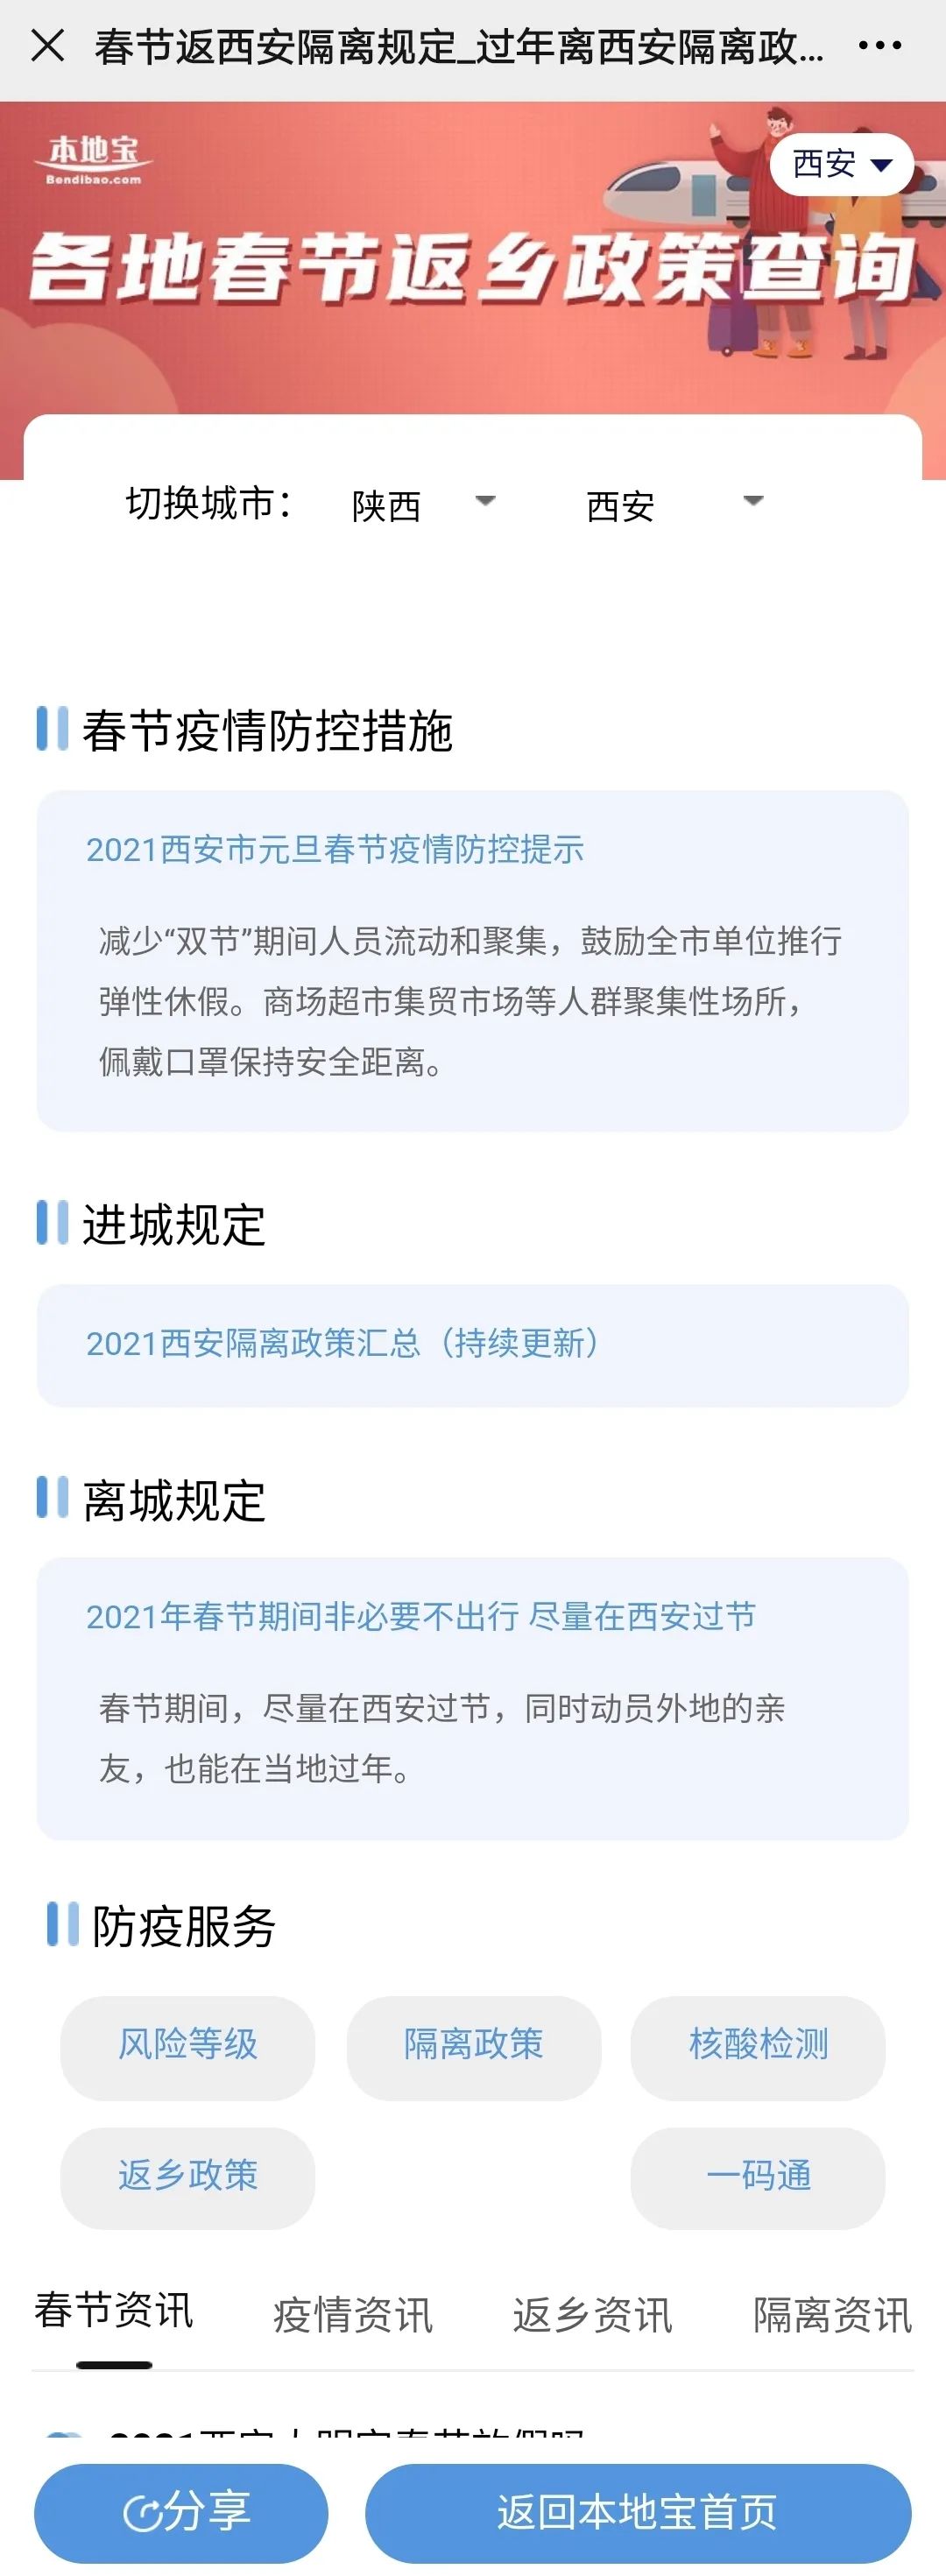 春节返西安隔离规定_过年离西安隔离政...
本地宝
Bendibao.com
西安
各地春节返乡政策查询
切换城市：
陕西
西安
春节疫情防控措施
2021西安市元旦春节疫情防控提示
减少“双节”期间人员流动和聚集，鼓励全市单位推行
弹性休假。商场超市集贸市场等人群聚集性场所，
佩戴口罩保持安全距离。
进城规定
2021西安隔离政策汇总（持续更新）
离城规定
2021年春节期间非必要不出行 尽量在西安过节
春节期间，尽量在西安过节，同时动员外地的亲
友，也能在当地过年。
防疫服务
风险等级
隔离政策
核酸检测
返乡政策
一码通
春节资讯
疫情资讯
返乡资讯
隔离资讯
分享
返回本地宝首页